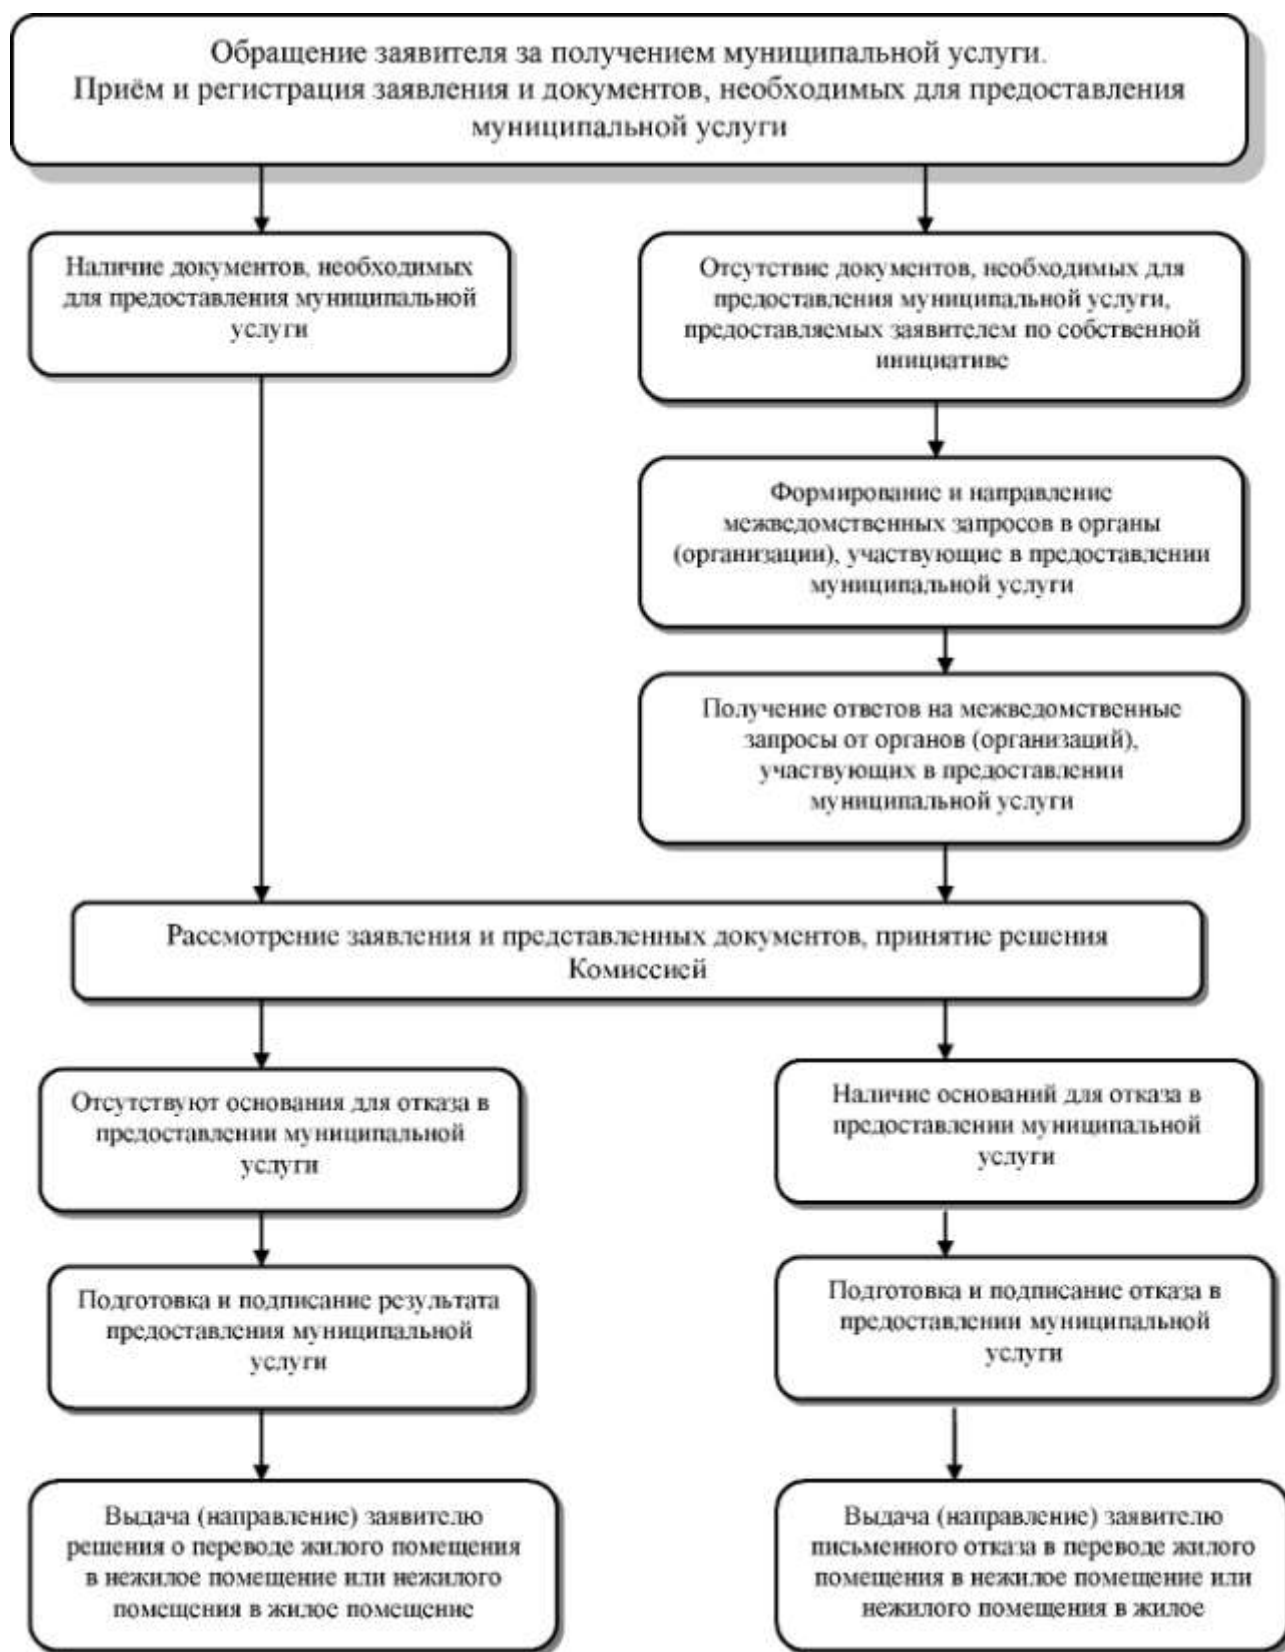 Обращение заявителя за получением муниципальной услуги.
Приём и регистрация заявления и документов, необходимых для предоставления
муниципальной услуги
Наличие документов, необходимых
для предоставления муниципальной
услуги
Отсутствие документов, необходимых для
предоставления муниципальной услуги,
предоставляемых заявителем по собственной
инициативе
Формирование и направление
межведомственных запросов в органы
(организации), участвующие в предоставлении
муниципальной услуги
Получение ответов на межведомственные
запросы от органов (организаций),
участвующих в предоставлении
муниципальной услуги
Рассмотрение заявления и представленных документов, принятие решения
Комиссией
Отсутствуют основания для отказа в
предоставлении муниципальной
услуги
Наличие оснований для отказа в
предоставлении муниципальной
услуги
Подготовка и подписание результата
предоставления муниципальной
услуги
Подготовка и подписание отказа в
предоставлении муниципальной
услуги
Выдача (направление) заявителю
решения о переводе жилого помещения
в нежилое помещение или нежилого
помещения в жилое помещение
Выдача (направление) заявителю
письменного отказа в переводе жилого
помещения в нежилое помещение или
нежилого помещения в жилое